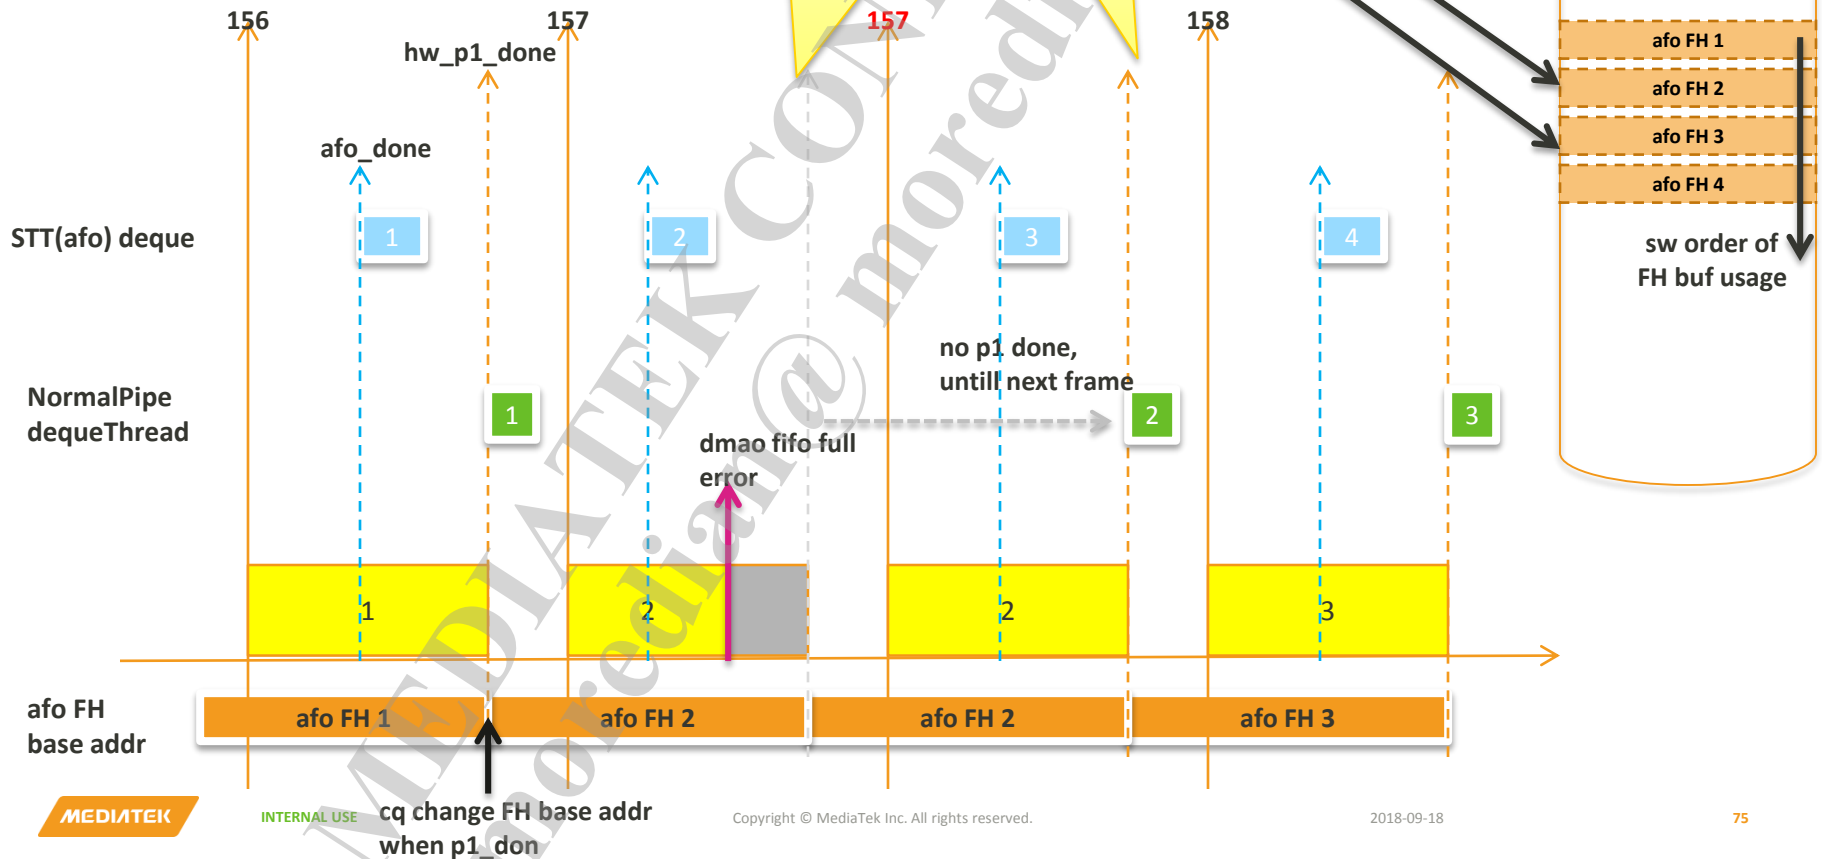 156
157
157
158
hw_p1_done
afo_done
afo FH 1
afo FH 2
afo FH 3
afo FH 4
sw order of
FH buf usage
STT(afo) deque
1
2
3
4
no p1 done,
untill next frame
NormalPipe
dequeThread
1
2
3
dmao fifo full
error
1
2
2
3
afo FH
base addr
afo FH 1
afo FH 2
afo FH 2
afo FH 3
cq change FH base addr
when p1_don
MEDIATEK
INTERNAL USE
Copyright © MediaTek Inc. All rights reserved.
2018-09-18
75
MEDIATEK CON
moredian@ moredi